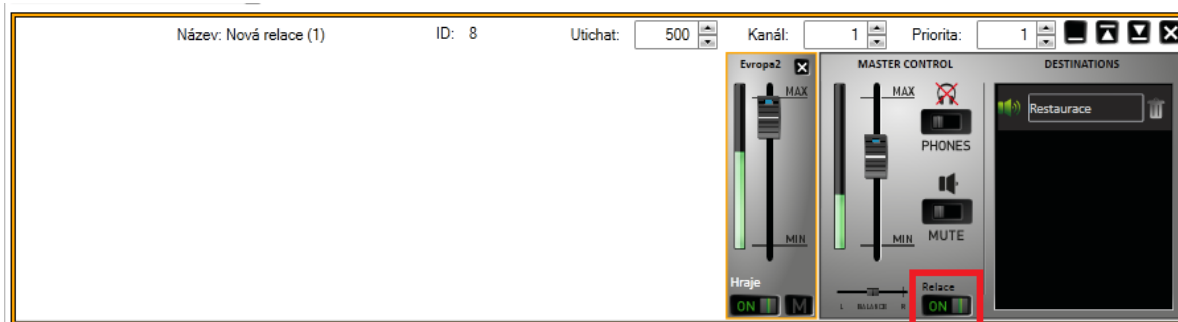 Název: Nová relace (1) ID: 8 Utichat: 500 Kanál: 1 Priorita: 1
Evropa2 MASTER CONTROL DESTINATIONS
MAX MAX
Restaurace
PHONES
MIN MIN MUTE
Hraje Relace
ON M L BALANCE R ON